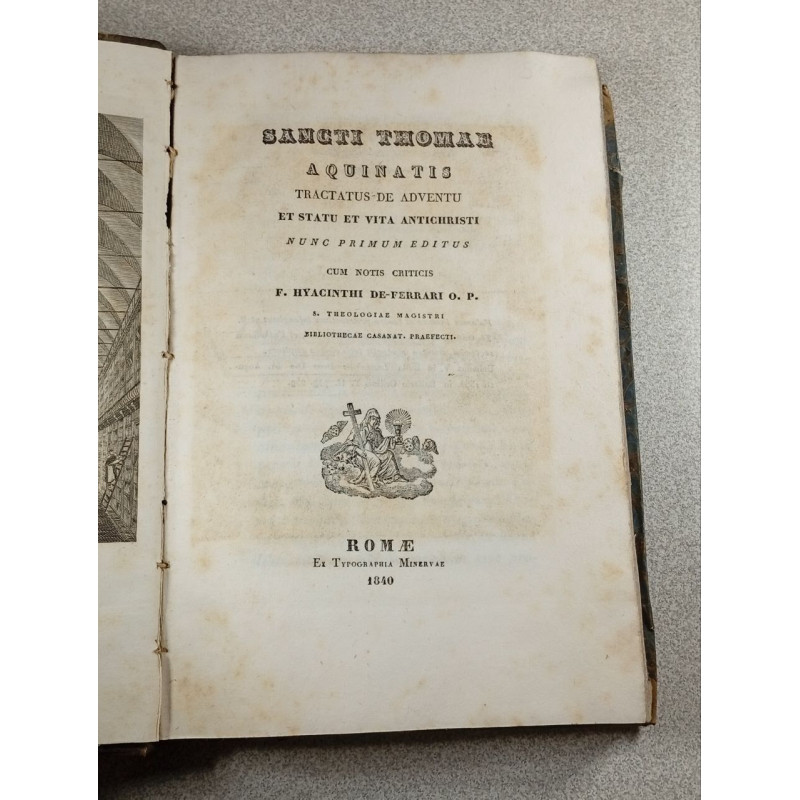 SANCTI THOMAE
AQUINATIS
TRACTATUS DE ADVENTU
ET STATU ET VITA ANTICHRISTI
NUNC PRIMUM EDITUS
CUM NOTIS CRITICIS
F. HYACINTHI DE-FERRARI O. P.
S. THEOLOGIAE MAGISTRI
BIBLIOTHECAE CASANAT. PRAEFECTI.
ROMÆ
EX TYPOGRAPHIA MINERVAE
1840